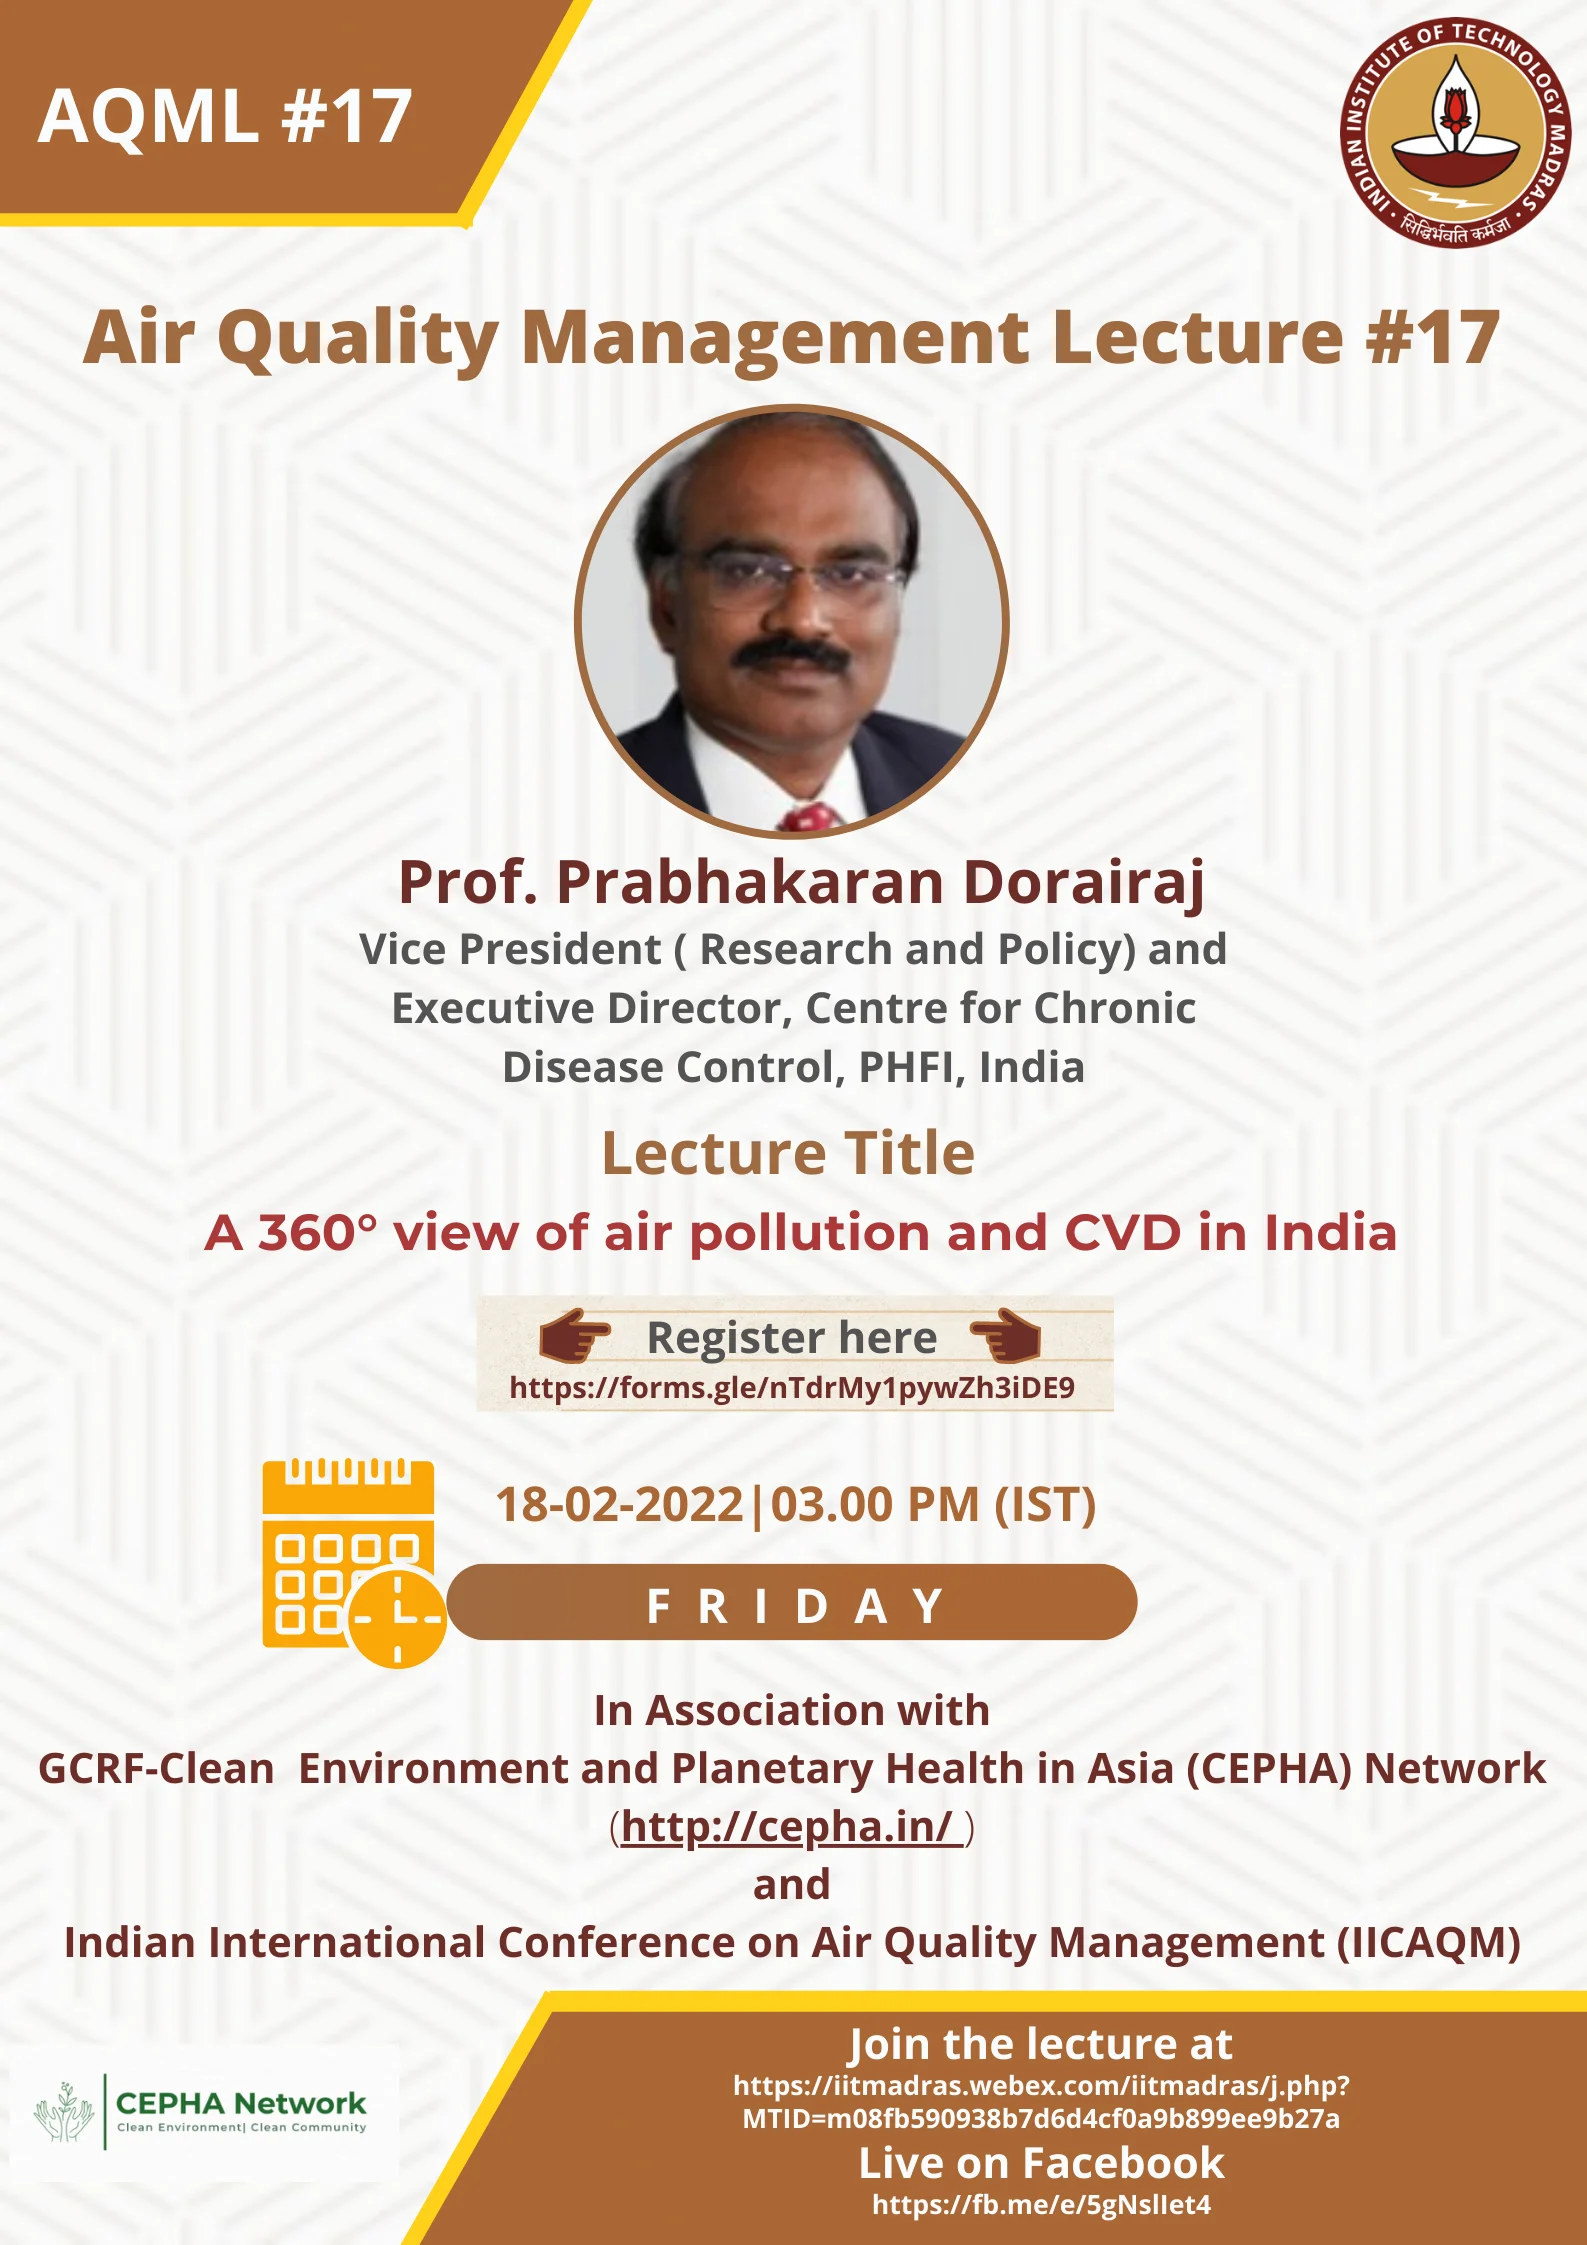 AQML #17
INDIAN INSTITUTE OF TECHNOLOGY MADRAS
सिद्धिर्भवति कर्मजा
Air Quality Management Lecture #17
Prof. Prabhakaran Dorairaj
Vice President ( Research and Policy) and
Executive Director, Centre for Chronic
Disease Control, PHFI, India
Lecture Title
A 360° view of air pollution and CVD in India
Register here
https://forms.gle/nTdrMy1pywZh3iDE9
18-02-2022|03.00 PM (IST)
FRIDAY
In Association with
GCRF-Clean  Environment and Planetary Health in Asia (CEPHA) Network
(http://cepha.in/ )
and
Indian International Conference on Air Quality Management (IICAQM)
CEPHA Network
Clean Environment| Clean Community
Join the lecture at
https://iitmadras.webex.com/iitmadras/j.php?
MTID=m08fb590938b7d6d4cf0a9b899ee9b27a
Live on Facebook
https://fb.me/e/5gNslIet4